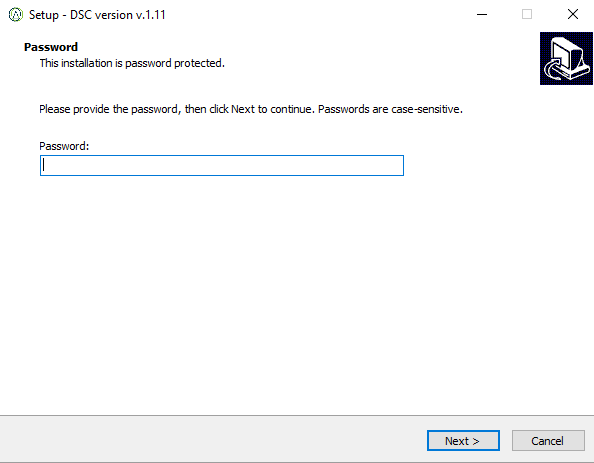 Setup - DSC version v.1.11
Password
This installation is password protected.
Please provide the password, then click Next to continue. Passwords are case-sensitive.
Password:
Next >
Cancel